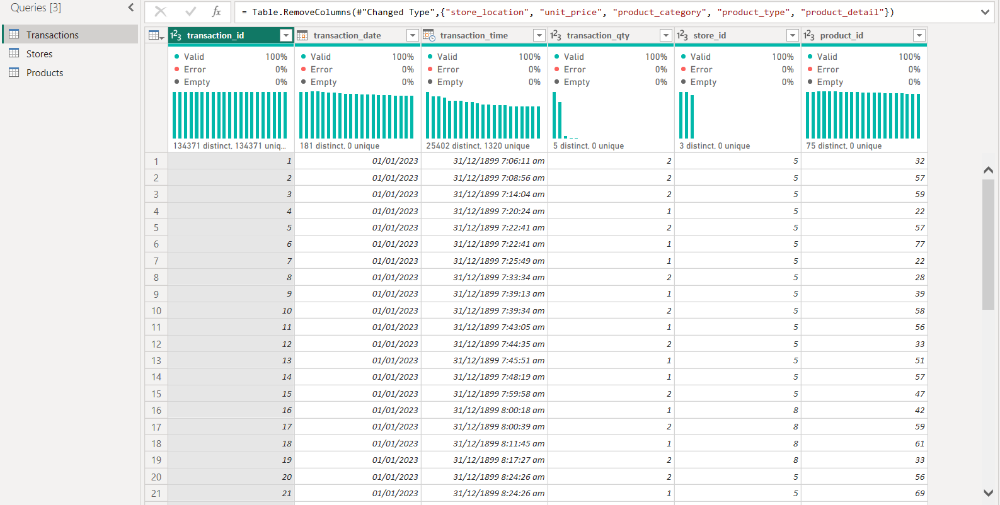 Queries [3]
= Table.RemoveColumns(#"Changed Type",{"store_location", "unit_price", "product_category", "product_type", "product_detail"})
Transactions
Stores
Products
transaction_id transaction_date transaction_time transaction_qty store_id product_id
Valid 100% Valid 100% Valid 100% Valid 100% Valid 100% Valid 100%
Error 0% Error 0% Error 0% Error 0% Error 0% Error 0%
Empty 0% Empty 0% Empty 0% Empty 0% Empty 0% Empty 0%
134371 distinct, 134371 uniq... 181 distinct, 0 unique 25402 distinct, 1320 unique 5 distinct, 0 unique 3 distinct, 0 unique 75 distinct, 0 unique
1 1 01/01/2023 31/12/1899 7:06:11 am 2 5 32
2 2 01/01/2023 31/12/1899 7:08:56 am 2 5 57
3 3 01/01/2023 31/12/1899 7:14:04 am 2 5 59
4 4 01/01/2023 31/12/1899 7:20:24 am 1 5 22
5 5 01/01/2023 31/12/1899 7:22:41 am 2 5 57
6 6 01/01/2023 31/12/1899 7:22:41 am 1 5 77
7 7 01/01/2023 31/12/1899 7:25:49 am 1 5 22
8 8 01/01/2023 31/12/1899 7:33:34 am 2 5 28
9 9 01/01/2023 31/12/1899 7:39:13 am 1 5 39
10 10 01/01/2023 31/12/1899 7:39:34 am 2 5 58
11 11 01/01/2023 31/12/1899 7:43:05 am 1 5 56
12 12 01/01/2023 31/12/1899 7:44:35 am 2 5 33
13 13 01/01/2023 31/12/1899 7:45:51 am 1 5 51
14 14 01/01/2023 31/12/1899 7:48:19 am 1 5 57
15 15 01/01/2023 31/12/1899 7:59:58 am 2 5 47
16 16 01/01/2023 31/12/1899 8:00:18 am 1 8 42
17 17 01/01/2023 31/12/1899 8:00:39 am 2 8 59
18 18 01/01/2023 31/12/1899 8:11:45 am 1 8 61
19 19 01/01/2023 31/12/1899 8:17:27 am 2 8 33
20 20 01/01/2023 31/12/1899 8:24:26 am 2 5 56
21 21 01/01/2023 31/12/1899 8:24:26 am 1 5 69